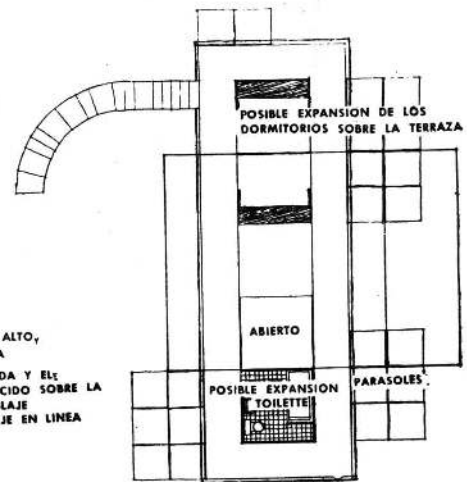 POSIBLE EXPANSION DE LOS
DORMITORIOS SOBRE LA TERRAZA
ABIERTO
ALTO,
DA Y EL
CIDO SOBRE LA
LAJE
JE EN LINEA
POSIBLE EXPANSION
TOILETTE
PARASOLES